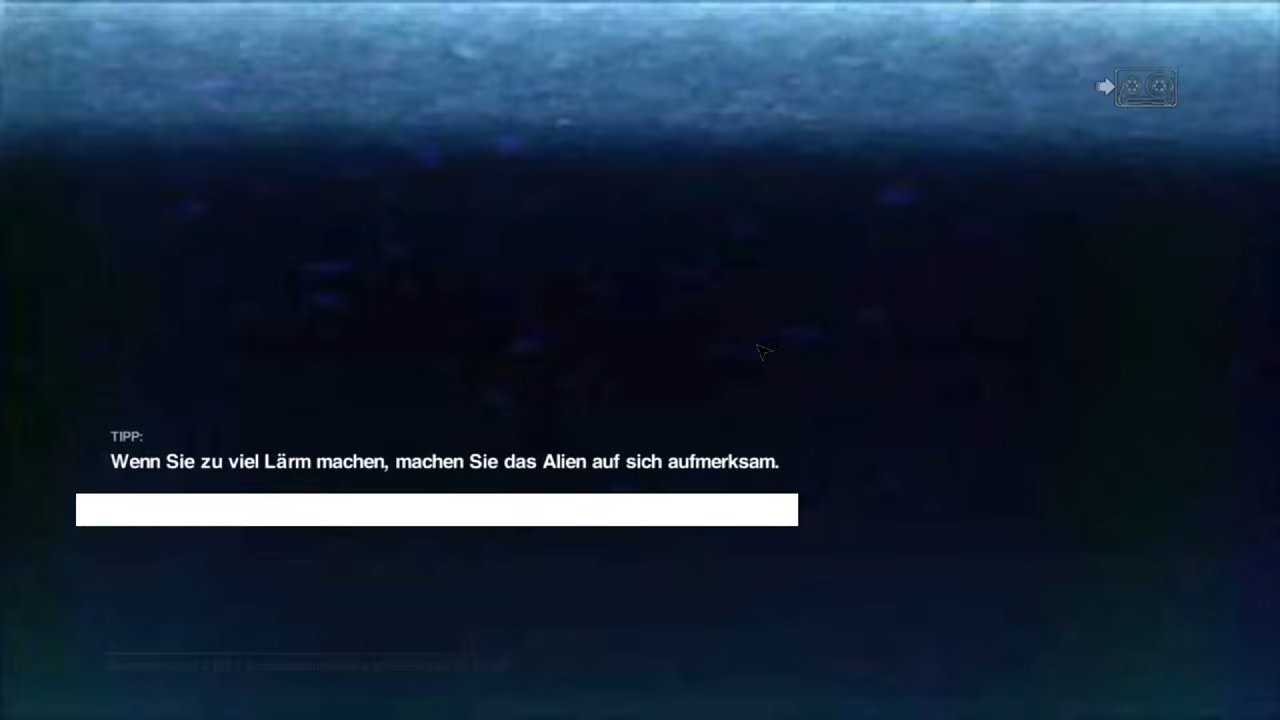 TIPP:
Wenn Sie zu viel Lärm machen, machen Sie das Alien auf sich aufmerksam.